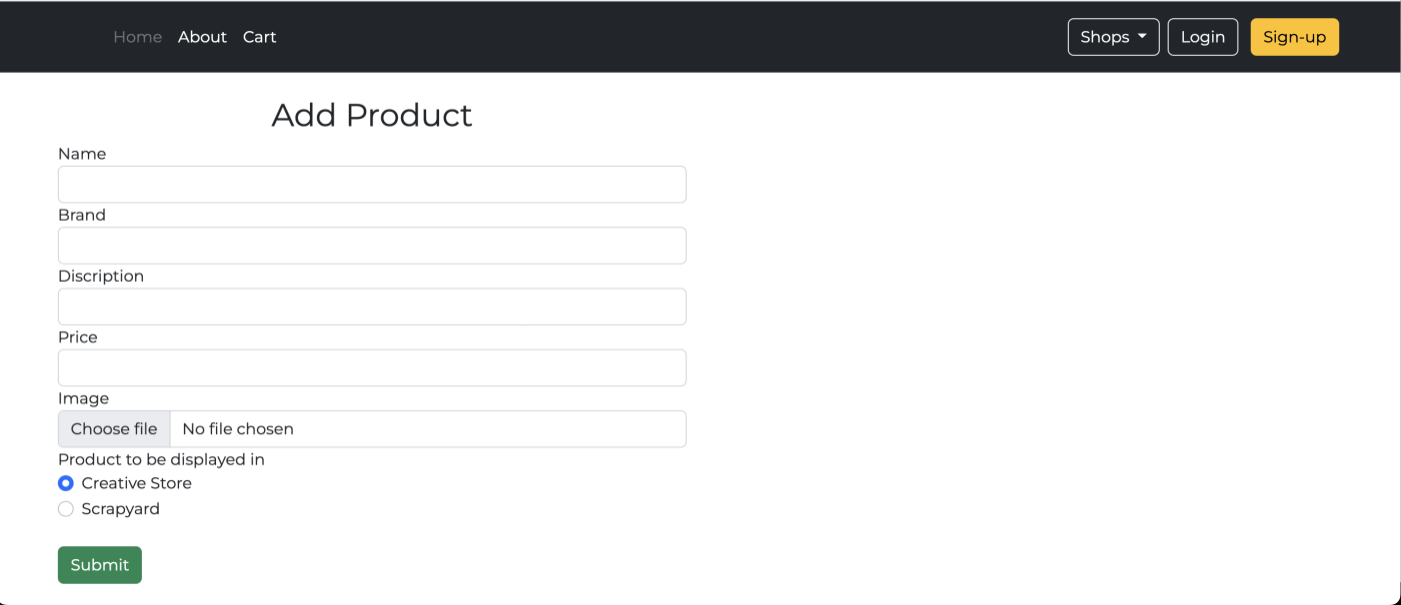 Home About Cart Shops Login Sign-up
Add Product
Name
Brand
Discription
Price
Image
Choose file No file chosen
Product to be displayed in
Creative Store
Scrapyard
Submit